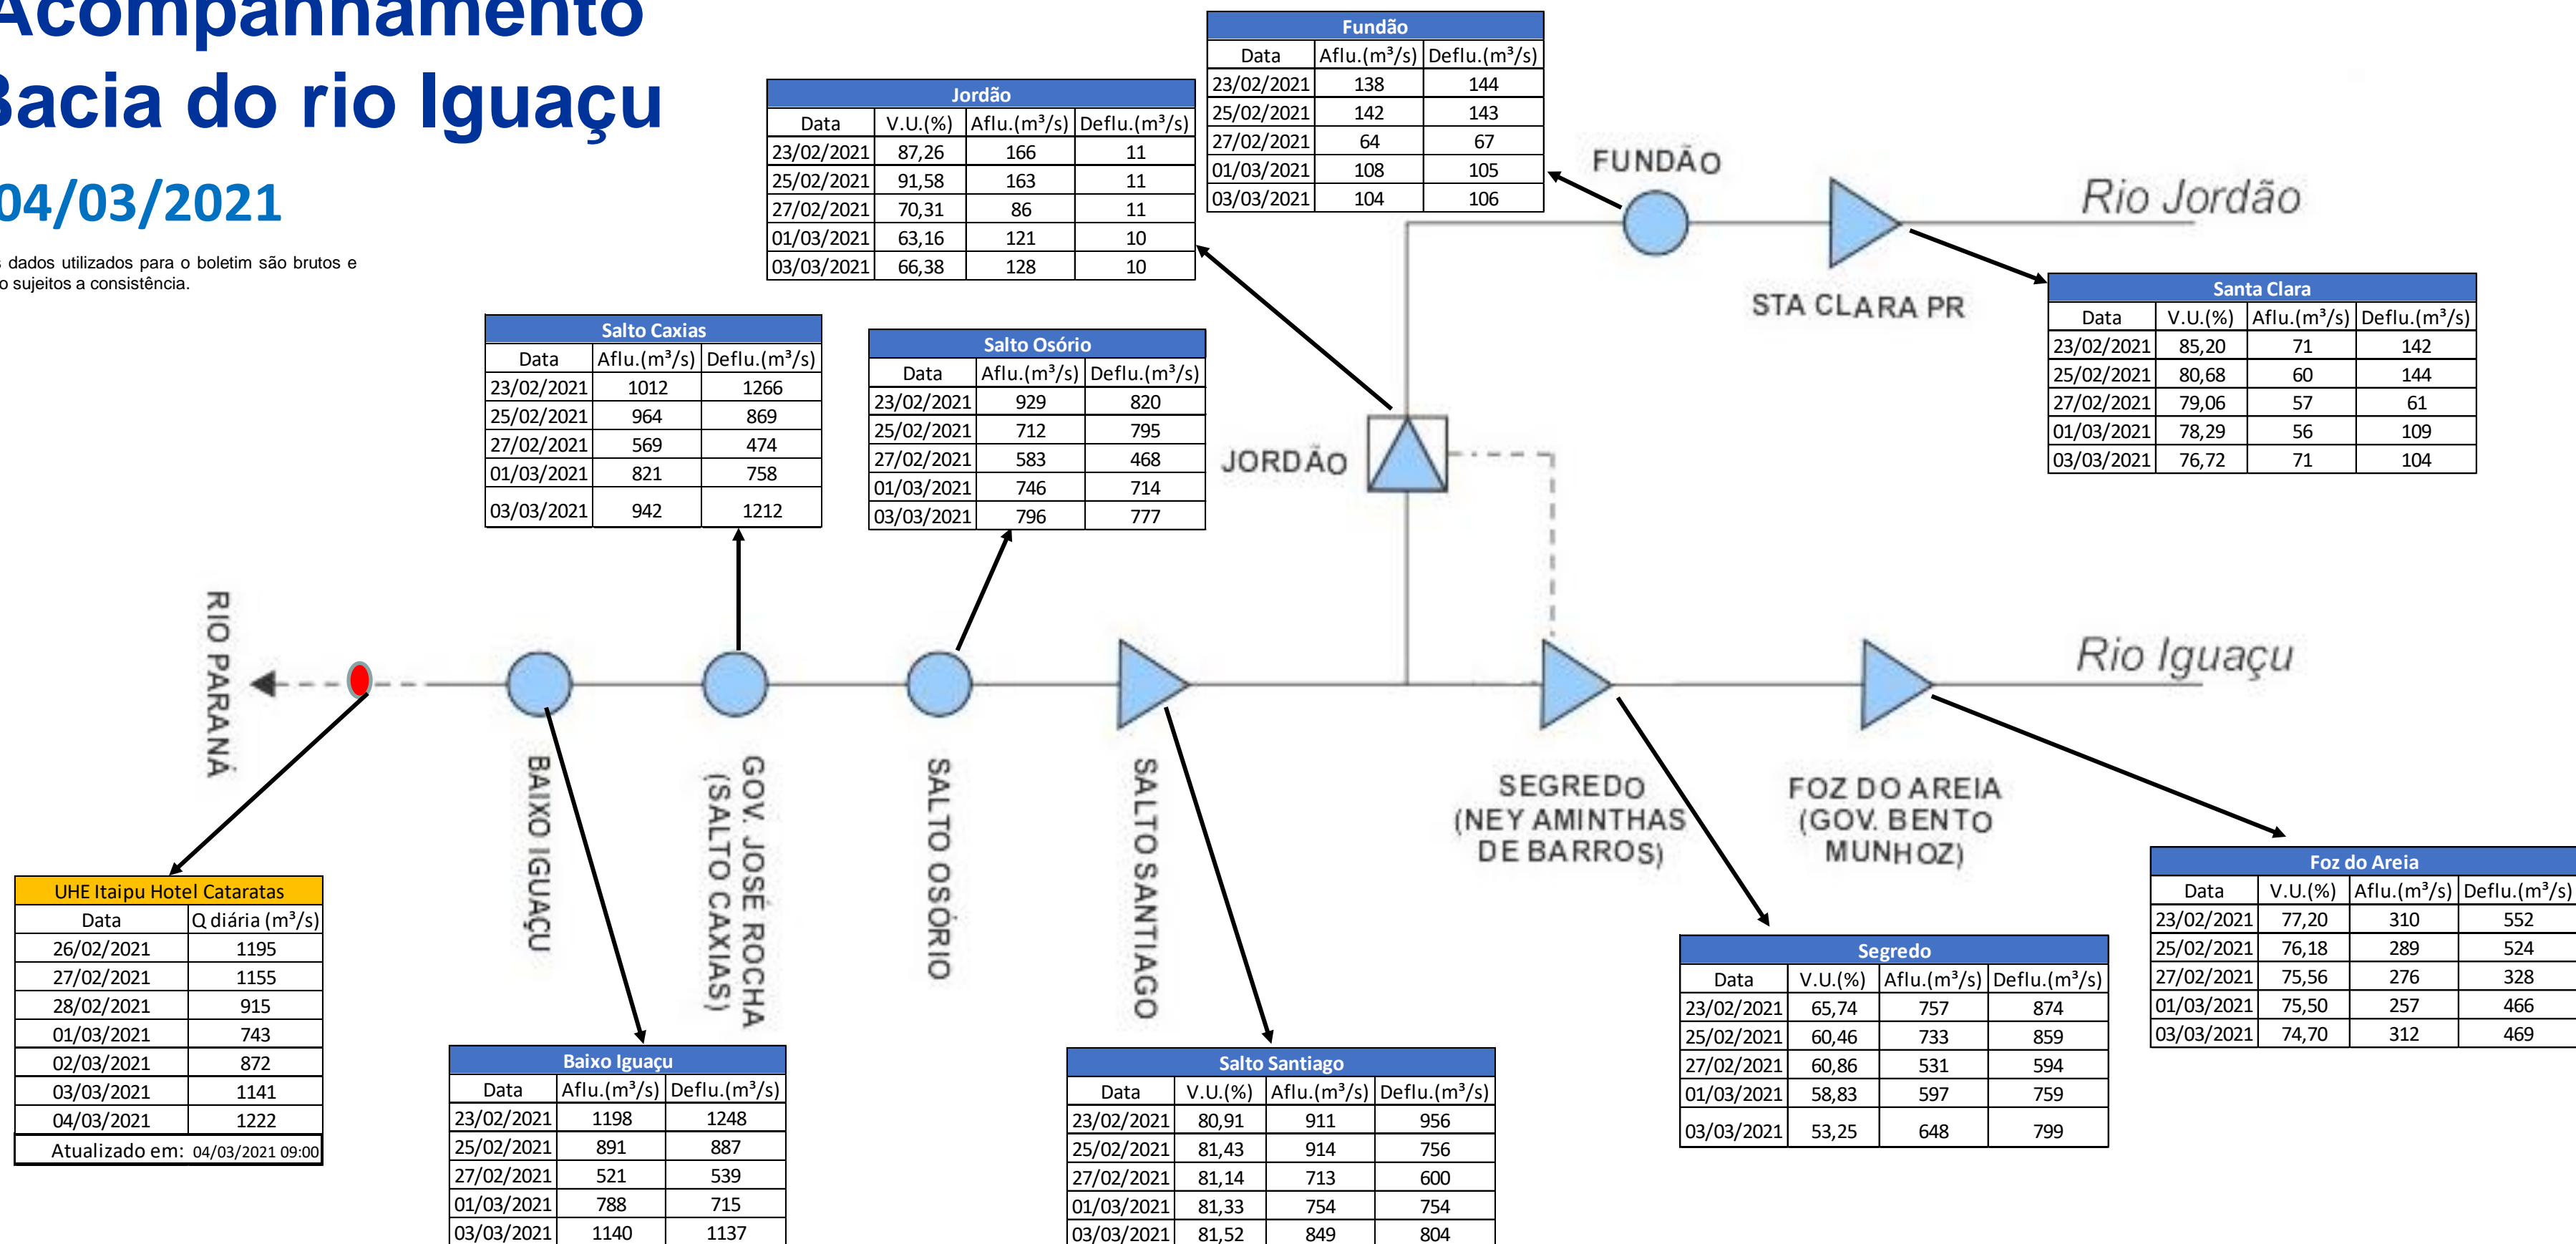 Acompanhamento
Bacia do rio Iguaçu
04/03/2021
s dados utilizados para o boletim são brutos e
o sujeitos a consistência.
Fundão
Data Aflu.(m³/s) Deflu.(m³/s)
23/02/2021 138 144
25/02/2021 142 143
27/02/2021 64 67
01/03/2021 108 105
03/03/2021 104 106
Jordão
Data V.U.(%) Aflu.(m³/s) Deflu.(m³/s)
23/02/2021 87,26 166 11
25/02/2021 91,58 163 11
27/02/2021 70,31 86 11
01/03/2021 63,16 121 10
03/03/2021 66,38 128 10
FUNDÃO
Rio Jordão
STA CLARA PR
Santa Clara
Data V.U.(%) Aflu.(m³/s) Deflu.(m³/s)
23/02/2021 85,20 71 142
25/02/2021 80,68 60 144
27/02/2021 79,06 57 61
01/03/2021 78,29 56 109
03/03/2021 76,72 71 104
Salto Caxias
Data Aflu.(m³/s) Deflu.(m³/s)
23/02/2021 1012 1266
25/02/2021 964 869
27/02/2021 569 474
01/03/2021 821 758
03/03/2021 942 1212
Salto Osório
Data Aflu.(m³/s) Deflu.(m³/s)
23/02/2021 929 820
25/02/2021 712 795
27/02/2021 583 468
01/03/2021 746 714
03/03/2021 796 777
JORDÃO
RIO PARANÁ
Rio Iguaçu
BAIXO IGUAÇU
GOV. JOSÉ ROCHA
(SALTO CAXIAS)
SALTO OSÓRIO
SALTO SANTIAGO
SEGREDO
(NEY AMINTHAS
DE BARROS)
FOZ DO AREIA
(GOV. BENTO
MUNHOZ)
UHE Itaipu Hotel Cataratas
Data Q diária (m³/s)
26/02/2021 1195
27/02/2021 1155
28/02/2021 915
01/03/2021 743
02/03/2021 872
03/03/2021 1141
04/03/2021 1222
Atualizado em: 04/03/2021 09:00
Baixo Iguaçu
Data Aflu.(m³/s) Deflu.(m³/s)
23/02/2021 1198 1248
25/02/2021 891 887
27/02/2021 521 539
01/03/2021 788 715
03/03/2021 1140 1137
Salto Santiago
Data V.U.(%) Aflu.(m³/s) Deflu.(m³/s)
23/02/2021 80,91 911 956
25/02/2021 81,43 914 756
27/02/2021 81,14 713 600
01/03/2021 81,33 754 754
03/03/2021 81,52 849 804
Segredo
Data V.U.(%) Aflu.(m³/s) Deflu.(m³/s)
23/02/2021 65,74 757 874
25/02/2021 60,46 733 859
27/02/2021 60,86 531 594
01/03/2021 58,83 597 759
03/03/2021 53,25 648 799
Foz do Areia
Data V.U.(%) Aflu.(m³/s) Deflu.(m³/s)
23/02/2021 77,20 310 552
25/02/2021 76,18 289 524
27/02/2021 75,56 276 328
01/03/2021 75,50 257 466
03/03/2021 74,70 312 469